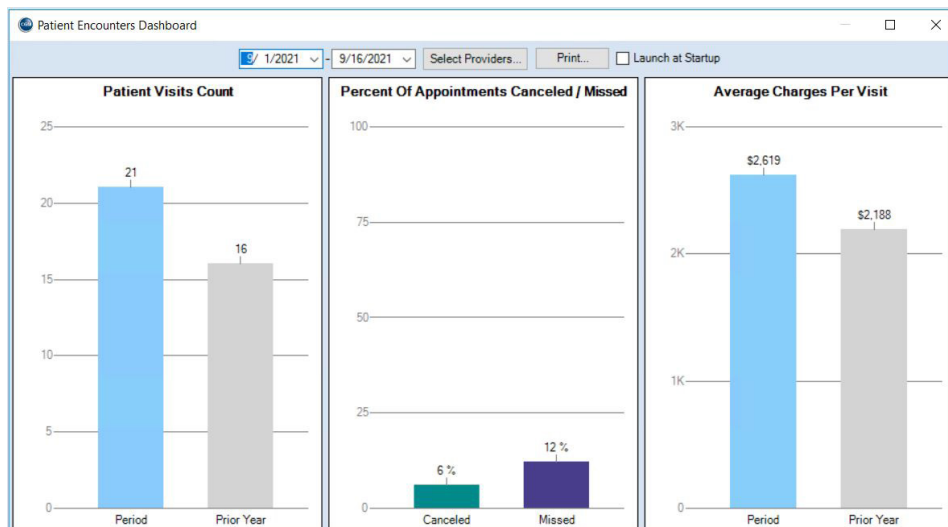 Patient Encounters Dashboard
9/ 1/2021 - 9/16/2021 Select Providers... Print... Launch at Startup
Patient Visits Count
25
20
15
10
5
0
21
16
Period Prior Year
Percent Of Appointments Canceled / Missed
100
75
50
25
0
6 %
12 %
Canceled Missed
Average Charges Per Visit
3K
2K
1K
0
$2,619
$2,188
Period Prior Year